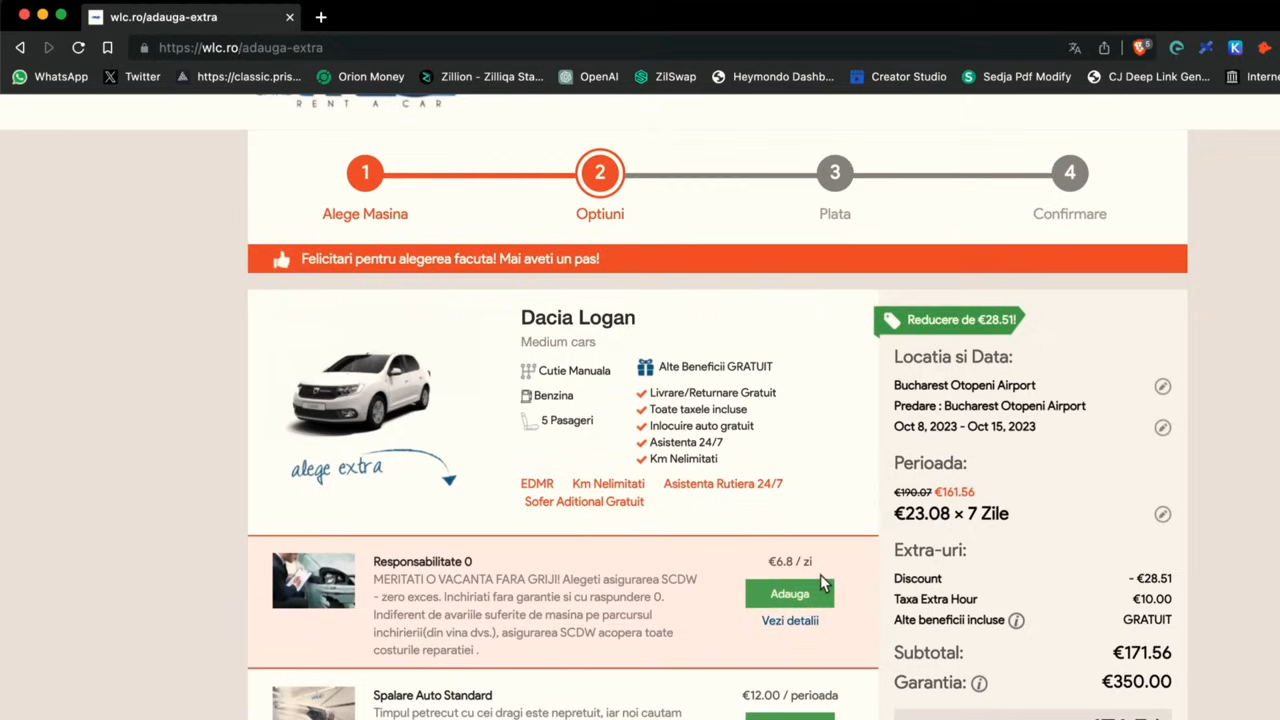 wlc.ro/adauga-extra
https://wlc.ro/adauga-extra
6
K
WhatsApp
Twitter
https://classic.pris...
Orion Money
Zillion - Zilliqa Sta...
OpenAI
ZilSwap
Heymondo Dashb...
Creator Studio
Sedja Pdf Modify
CJ Deep Link Gen...
Intern
RENT A CAR
1
2
3
4
Alege Masina
Optiuni
Plata
Confirmare
Felicitari pentru alegerea facuta! Mai aveti un pas!
alege extra
Dacia Logan
Medium cars
Cutie Manuala
Benzina
5 Pasageri
Alte Beneficii GRATUIT
Livrare/Returnare Gratuit
Toate taxele incluse
Inlocuire auto gratuit
Asistenta 24/7
Km Nelimitati
EDMR Km Nelimitati Asistenta Rutiera 24/7
Sofer Aditional Gratuit
Responsabilitate 0
MERITATI O VACANTA FARA GRIJI! Alegeti asigurarea SCDW
- zero exces. Inchiriati fara garantie si cu raspundere 0.
Indiferent de avariile suferite de masina pe parcursul
inchirierii(din vina dvs.), asigurarea SCDW acopera toate
costurile reparatiei .
€6.8 / zi
Adauga
Vezi detalii
Spalare Auto Standard
Timpul petrecut cu cei dragi este nepretuit, iar noi cautam
€12.00 / perioada
Reducere de €28.51!
Locatia si Data:
Bucharest Otopeni Airport
Predare : Bucharest Otopeni Airport
Oct 8, 2023 - Oct 15, 2023
Perioada:
€190.07 €161.56
€23.08 × 7 Zile
Extra-uri:
Discount - €28.51
Taxa Extra Hour €10.00
Alte beneficii incluse GRATUIT
Subtotal: €171.56
Garantia: €350.00